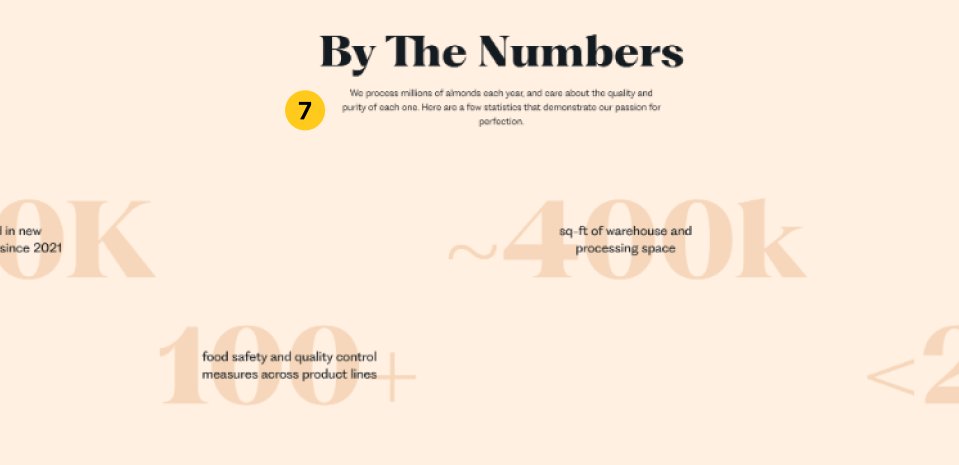 By The Numbers
7
We process millions of almonds each year, and care about the quality and
purity of each one. Here are a few statistics that demonstrate our passion for
perfection.
0K
in new
since 2021
~400k
sq-ft of warehouse and
processing space
100+
food safety and quality control
measures across product lines
<2